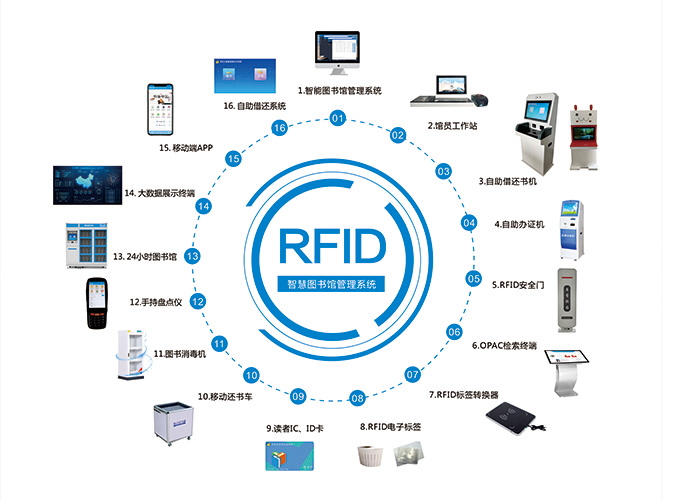 1.智能图书馆管理系统
2.馆员工作站
3.自助借还书机
4.自助办证机
5.RFID安全门
6.OPAC检索终端
7.RFID标签转换器
8.RFID电子标签
9.读者IC、ID卡
10.移动还书车
11.图书消毒机
12.手持盘点仪
13. 24小时图书馆
14. 大数据展示终端
15. 移动端APP
16. 自助借还系统
01
02
03
04
05
06
07
08
09
10
11
11
12
13
14
15
16
RFID
智慧图书馆管理系统